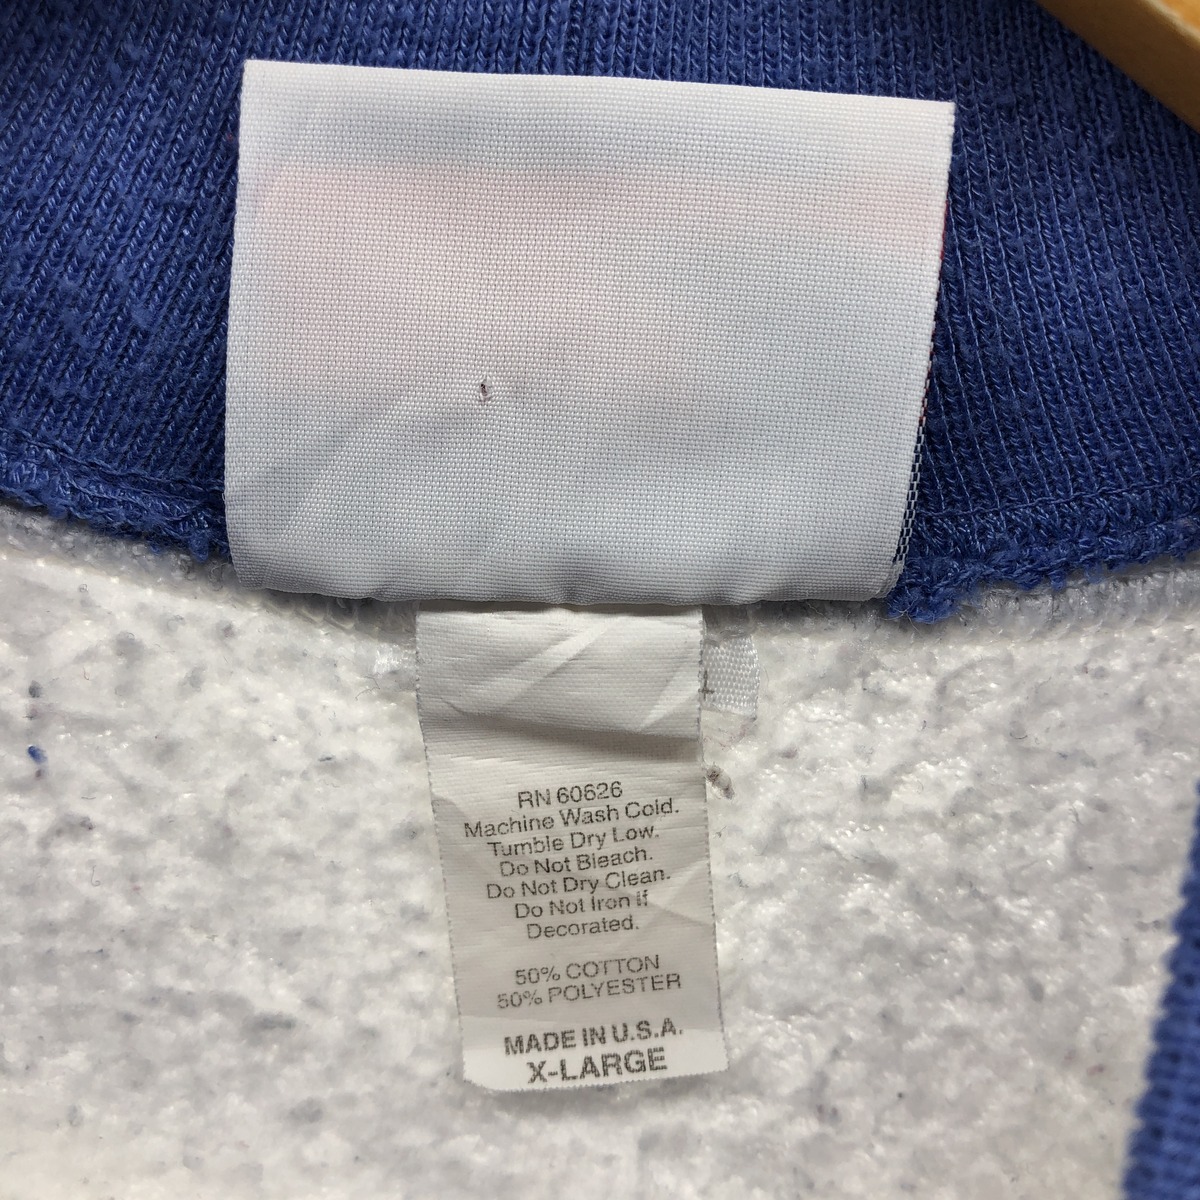 RN 60626
Machine Wash Cold.
Tumble Dry Low.
Do Not Bleach.
Do Not Dry Clean.
Do Not Iron If
Decorated.
50% COTTON
50% POLYESTER
MADE IN U.S.A.
X-LARGE